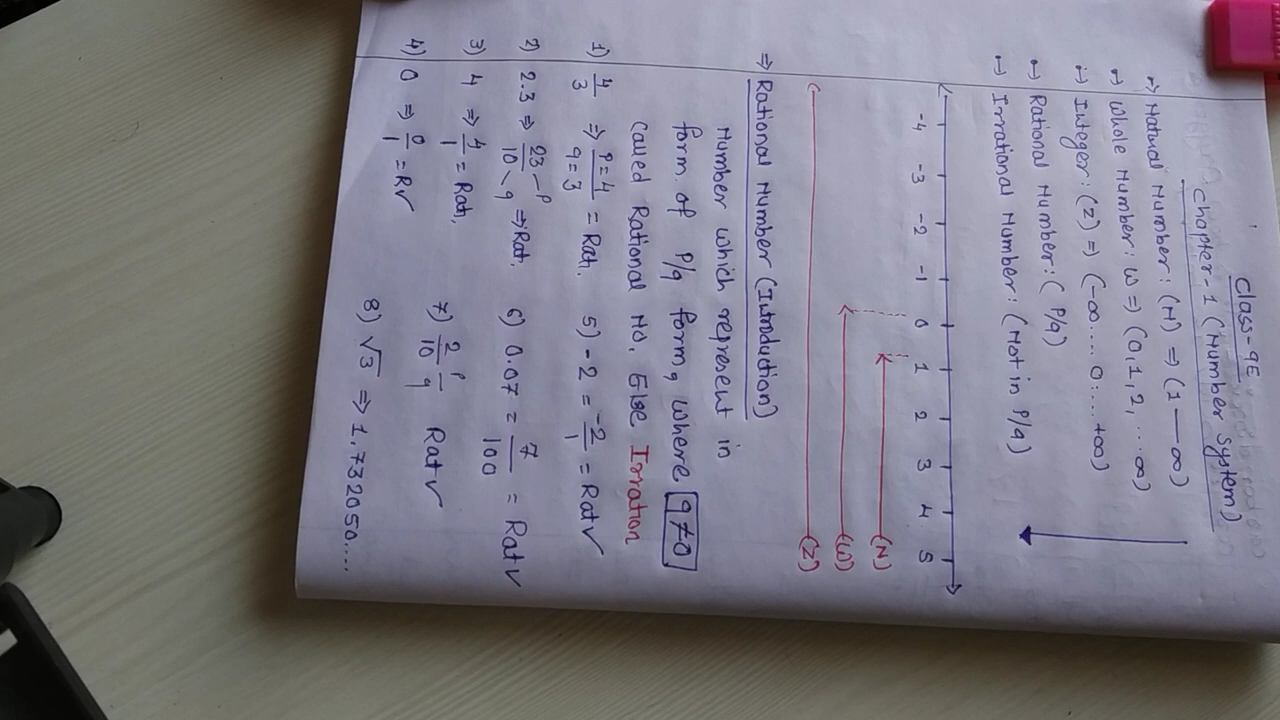 Class-9E
Chapter-1 (Number System)
→ Natural Number: (N) ⇒ (1 — ∞)
→ Whole Number: W ⇒ (0, 1, 2, ... ∞)
→ Integer: (Z) ⇒ (-∞.... 0:... +∞)
→ Rational Number: (P/q)
→ Irrational Number: (Not in P/q)
-4 -3 -2 -1 0 1 2 3 4 5
(N)
(W)
(Z)
⇒ Rational Number (Introduction)
Number which represent in
form of P/q form, where q≠0
called Rational No, Else Irration
1) 4/3 ⇒ P=4/q=3 = Rat.
2) 2.3 ⇒ 23/10 -P q ⇒ Rat.
3) 4 ⇒ 4/1 = Rat.
4) 0 ⇒ 0/1 = R✓
5) -2 = -2/1 = Rat✓
6) 0.07 = 7/100 = Rat✓
7) 2/10 P/q Rat✓
8) √3 ⇒ 1.732050...